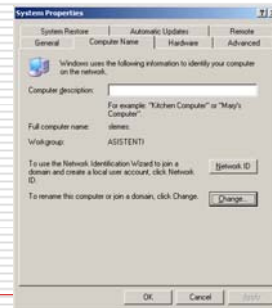 System Properties
System Restore Automatic Updates Remote
General Computer Name Hardware Advanced
Windows uses the following information to identify your computer
on the network.
Computer description:
For example: "Kitchen Computer" or "Mary's
Computer".
Full computer name:
Workgroup: ASISTENTI
To use the Network Identification Wizard to join a
domain and create a local user account, click Network
ID.
Network ID
To rename this computer or join a domain, click Change.
Change...
OK Cancel Apply